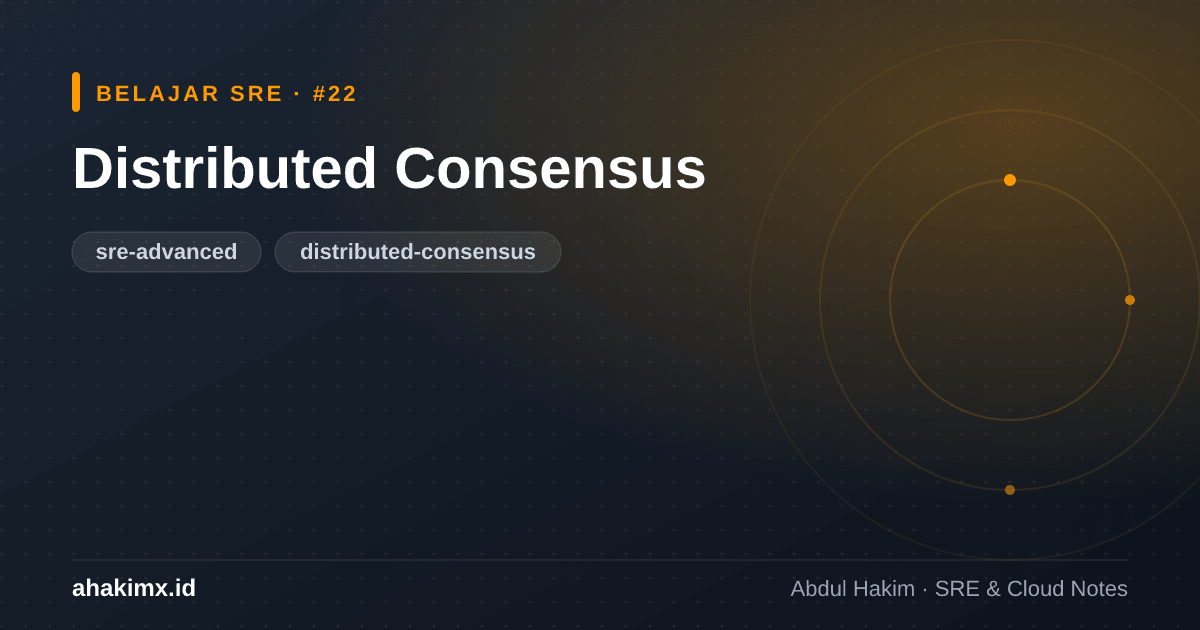 BELAJAR SRE · #22
Distributed Consensus
sre-advanced distributed-consensus
ahakimx.id Abdul Hakim · SRE & Cloud Notes